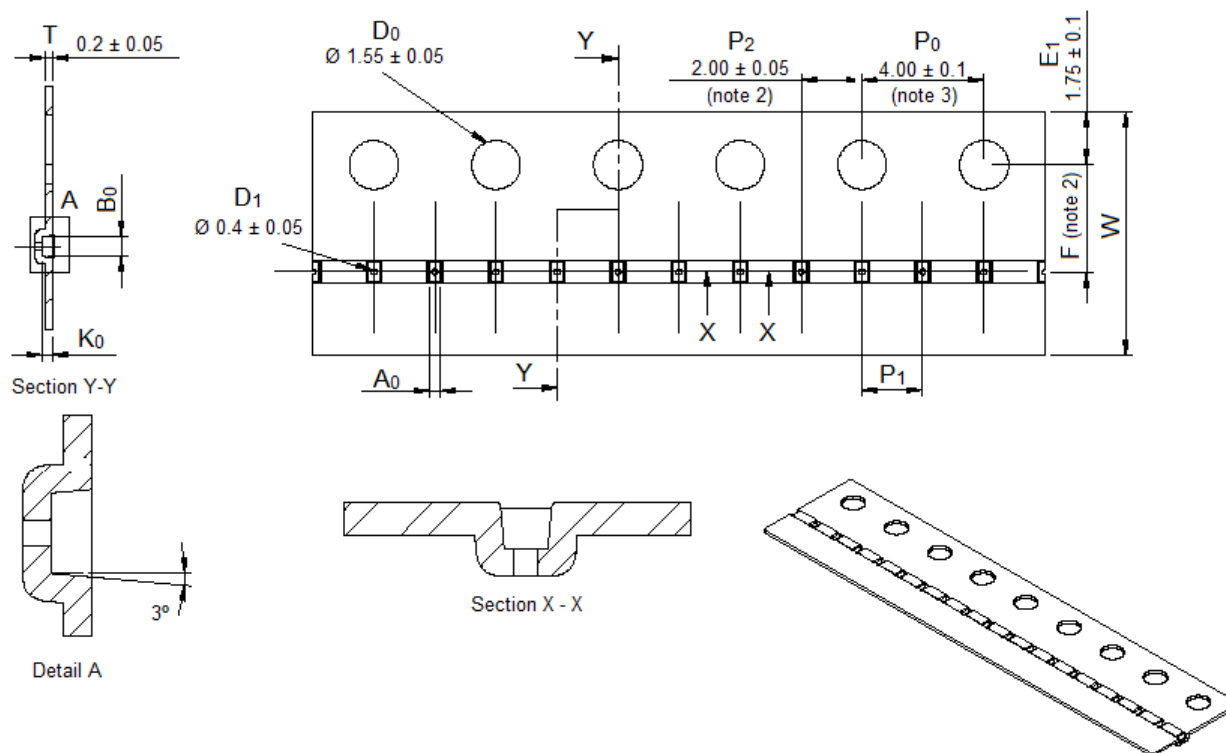 T
0.2 ± 0.05
D₀
Ø 1.55 ± 0.05
Y
P₂
2.00 ± 0.05
(note 2)
P₀
4.00 ± 0.1
(note 3)
E₁
1.75 ± 0.1
A
B₀
D₁
Ø 0.4 ± 0.05
F (note 2)
W
X X
K₀
A₀
Y
P₁
Section Y-Y
3º
Detail A
Section X - X